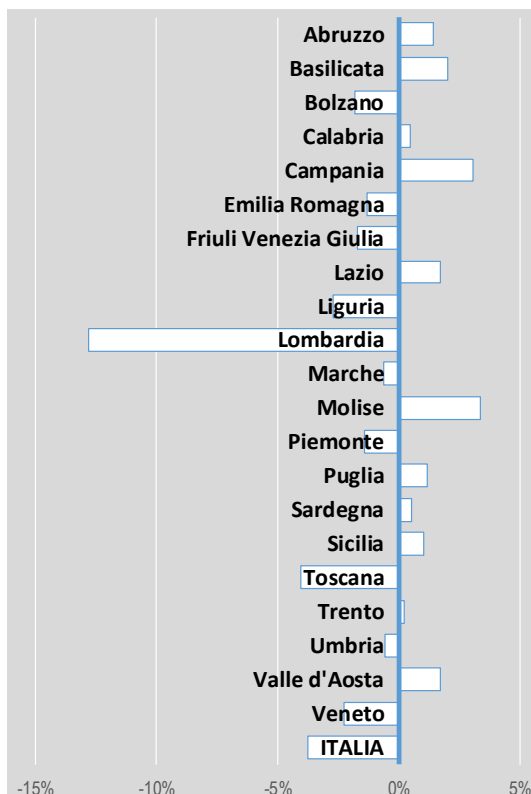 Abruzzo
Basilicata
Bolzano
Calabria
Campania
Emilia Romagna
Friuli Venezia Giulia
Lazio
Liguria
Lombardia
Marche
Molise
Piemonte
Puglia
Sardegna
Sicilia
Toscana
Trento
Umbria
Valle d'Aosta
Veneto
ITALIA
-15% -10% -5% 0% 5%